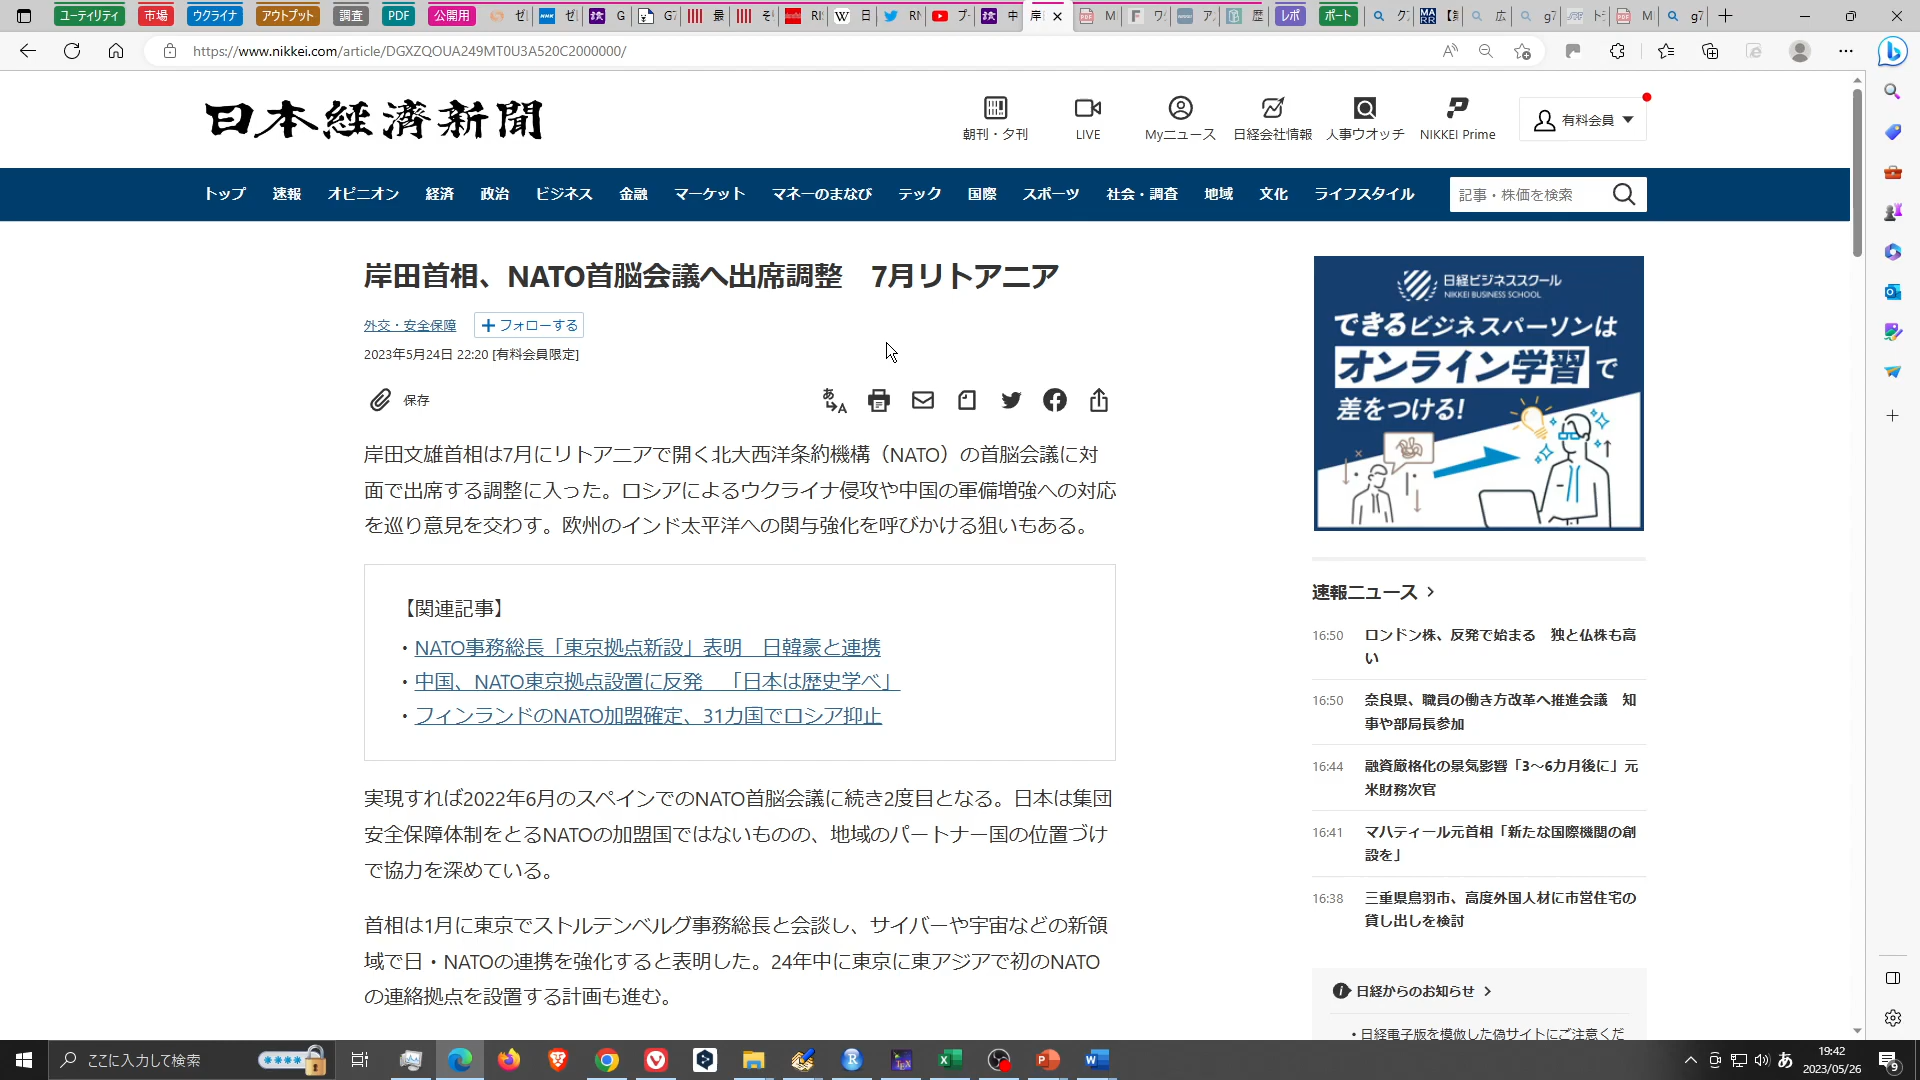 ユーティリティ 市場 ウクライナ アウトプット 調査 PDF 公開用 レポ ポート
https://www.nikkei.com/article/DGXZQOUA249MT0U3A520C2000000/
日本経済新聞
朝刊・夕刊 LIVE Myニュース 日経会社情報 人事ウオッチ NIKKEI Prime 有料会員
トップ 速報 オピニオン 経済 政治 ビジネス 金融 マーケット マネーのまなび テック 国際 スポーツ 社会・調査 地域 文化 ライフスタイル 記事・株価を検索
岸田首相、NATO首脳会議へ出席調整　7月リトアニア
外交・安全保障 フォローする
2023年5月24日 22:20 [有料会員限定]
保存
岸田文雄首相は7月にリトアニアで開く北大西洋条約機構（NATO）の首脳会議に対
面で出席する調整に入った。ロシアによるウクライナ侵攻や中国の軍備増強への対応
を巡り意見を交わす。欧州のインド太平洋への関与強化を呼びかける狙いもある。
【関連記事】
・NATO事務総長「東京拠点新設」表明　日韓豪と連携
・中国、NATO東京拠点設置に反発　「日本は歴史学べ」
・フィンランドのNATO加盟確定、31カ国でロシア抑止
実現すれば2022年6月のスペインでのNATO首脳会議に続き2度目となる。日本は集団
安全保障体制をとるNATOの加盟国ではないものの、地域のパートナー国の位置づけ
で協力を深めている。
首相は1月に東京でストルテンベルグ事務総長と会談し、サイバーや宇宙などの新領
域で日・NATOの連携を強化すると表明した。24年中に東京に東アジアで初のNATO
の連絡拠点を設置する計画も進む。
日経ビジネススクール
NIKKEI BUSINESS SCHOOL
できるビジネスパーソンは
オンライン学習で
差をつける!
速報ニュース
16:50 ロンドン株、反発で始まる　独と仏株も高
い
16:50 奈良県、職員の働き方改革へ推進会議　知
事や部局長参加
16:44 融資厳格化の景気影響「3〜6カ月後に」元
米財務次官
16:41 マハティール元首相「新たな国際機関の創
設を」
16:38 三重県鳥羽市、高度外国人材に市営住宅の
貸し出しを検討
日経からのお知らせ
・日経電子版を模倣した偽サイトにご注意くだ
ここに入力して検索
あ
19:42
2023/05/26
9